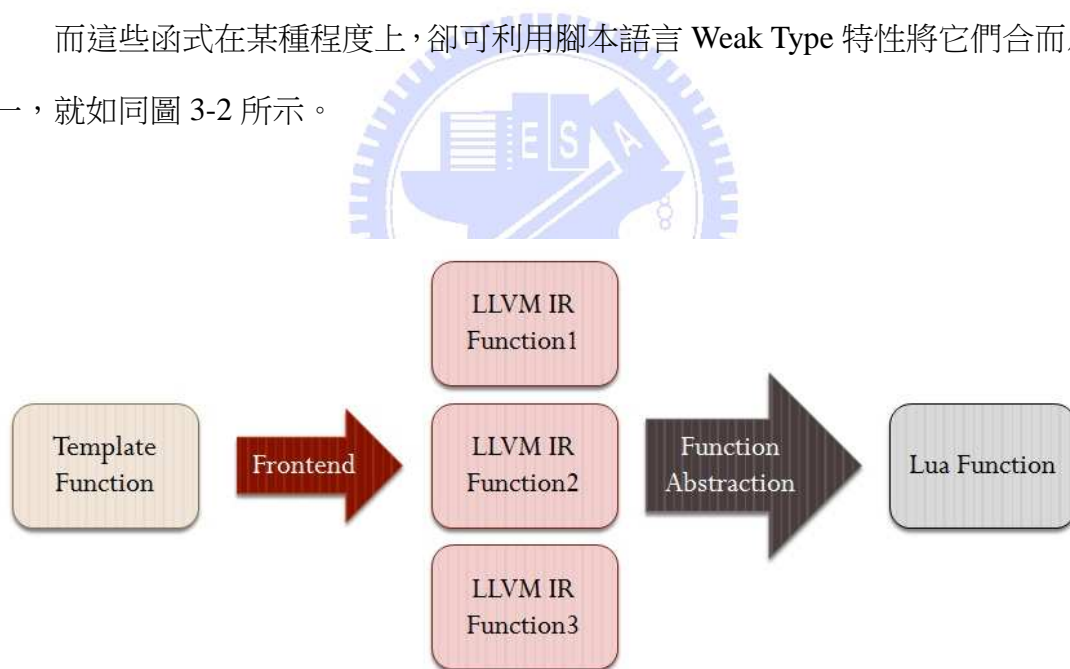 而這些函式在某種程度上，卻可利用腳本語言 Weak Type 特性將它們合而
一，就如同圖 3-2 所示。
E S A
LLVM IR
Function1
Template
Function
Frontend
LLVM IR
Function2
Function
Abstraction
Lua Function
LLVM IR
Function3